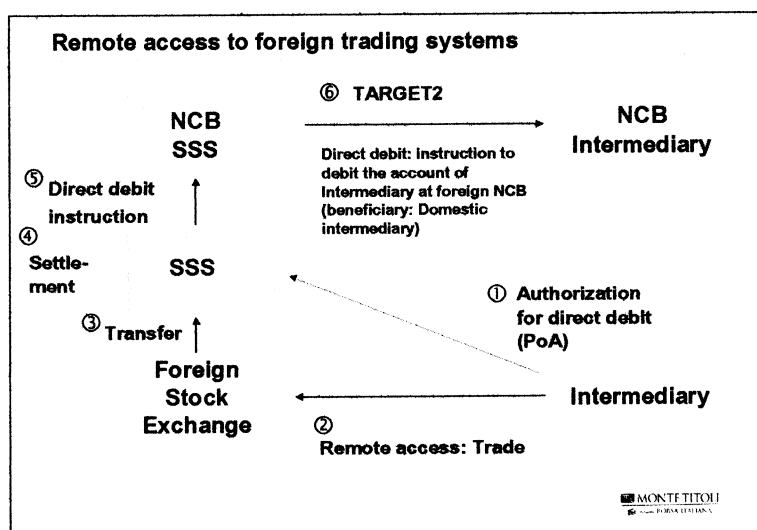 Remote access to foreign trading systems
⑥ TARGET2
NCB
SSS
NCB
Intermediary
Direct debit: instruction to
debit the account of
Intermediary at foreign NCB
(beneficiary: Domestic
intermediary)
⑤ Direct debit
instruction
④
Settle-
ment
SSS
① Authorization
for direct debit
(PoA)
③ Transfer
Foreign
Stock
Exchange
Intermediary
②
Remote access: Trade
MONTE TITOLI
BORSA ITALIANA